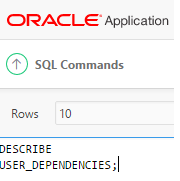 ORACLE Application
SQL Commands
Rows 10
DESCRIBE
USER_DEPENDENCIES;